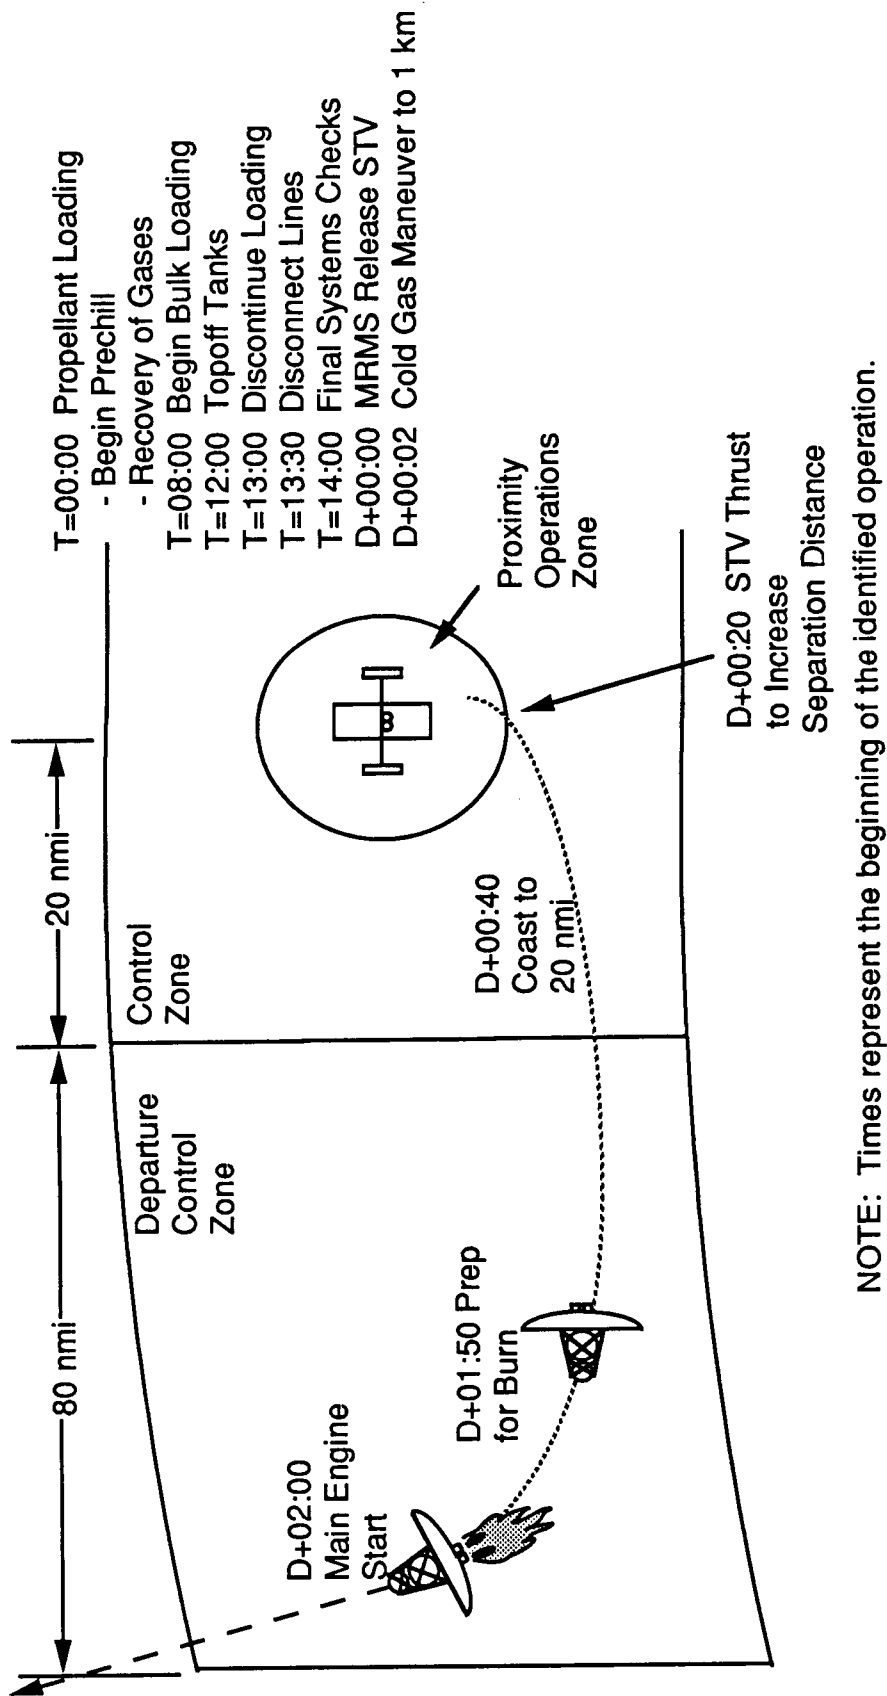 80 nmi
20 nmi
T=00:00 Propellant Loading
- Begin Prechill
- Recovery of Gases
T=08:00 Begin Bulk Loading
T=12:00 Topoff Tanks
T=13:00 Discontinue Loading
T=13:30 Disconnect Lines
T=14:00 Final Systems Checks
D+00:00 MRMS Release STV
D+00:02 Cold Gas Maneuver to 1 km
Departure
Control
Zone
Control
Zone
D+02:00
Main Engine
Start
D+01:50 Prep
for Burn
D+00:40
Coast to
20 nmi
Proximity
Operations
Zone
D+00:20 STV Thrust
to Increase
Separation Distance
NOTE: Times represent the beginning of the identified operation.